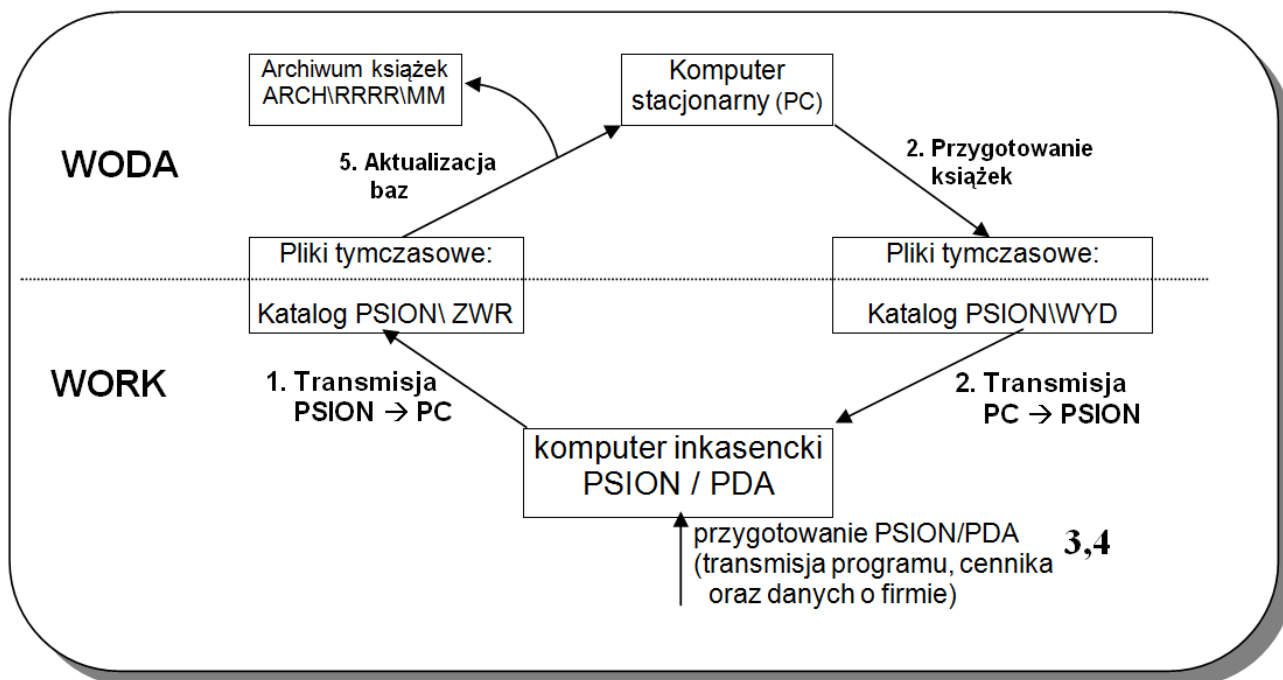 Archiwum książek
ARCH\RRRR\MM
Komputer
stacjonarny (PC)
WODA
5. Aktualizacja
baz
2. Przygotowanie
książek
Pliki tymczasowe:
Katalog PSION\ ZWR
Pliki tymczasowe:
Katalog PSION\WYD
WORK
1. Transmisja
PSION → PC
2. Transmisja
PC → PSION
komputer inkasencki
PSION / PDA
przygotowanie PSION/PDA
(transmisja programu, cennika
oraz danych o firmie)
3,4